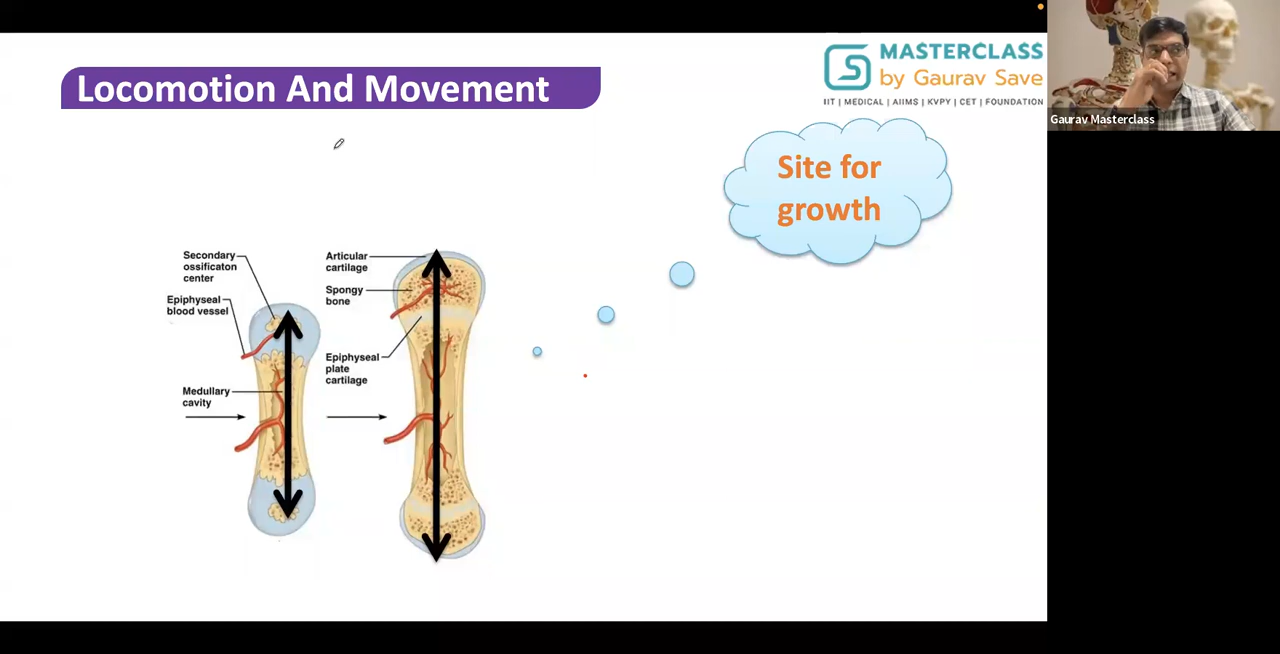 Locomotion And Movement
MASTERCLASS
by Gaurav Save
IIT | MEDICAL | AIIMS | KVPY | CET | FOUNDATION
Gaurav Masterclass
Site for
growth
Secondary
ossificaton
center
Epiphyseal
blood vessel
Medullary
cavity
Articular
cartilage
Spongy
bone
Epiphyseal
plate
cartilage